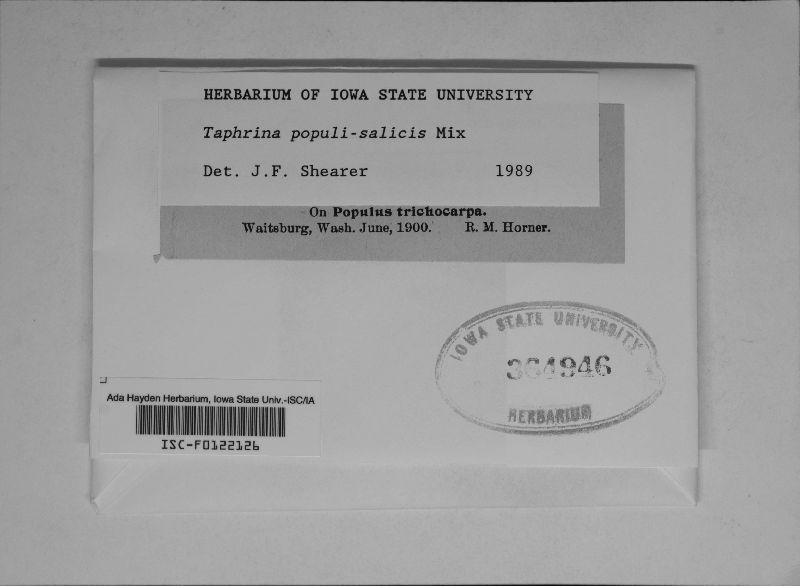 HERBARIUM OF IOWA STATE UNIVERSITY
Taphrina populi-salicis Mix
Det. J.F. Shearer 1989
On Populus trichocarpa.
Waitsburg, Wash. June, 1900. R. M. Horner.
IOWA STATE UNIVERSITY
364946
HERBARIUM
Ada Hayden Herbarium, Iowa State Univ.-ISC/IA
ISC-F0122126